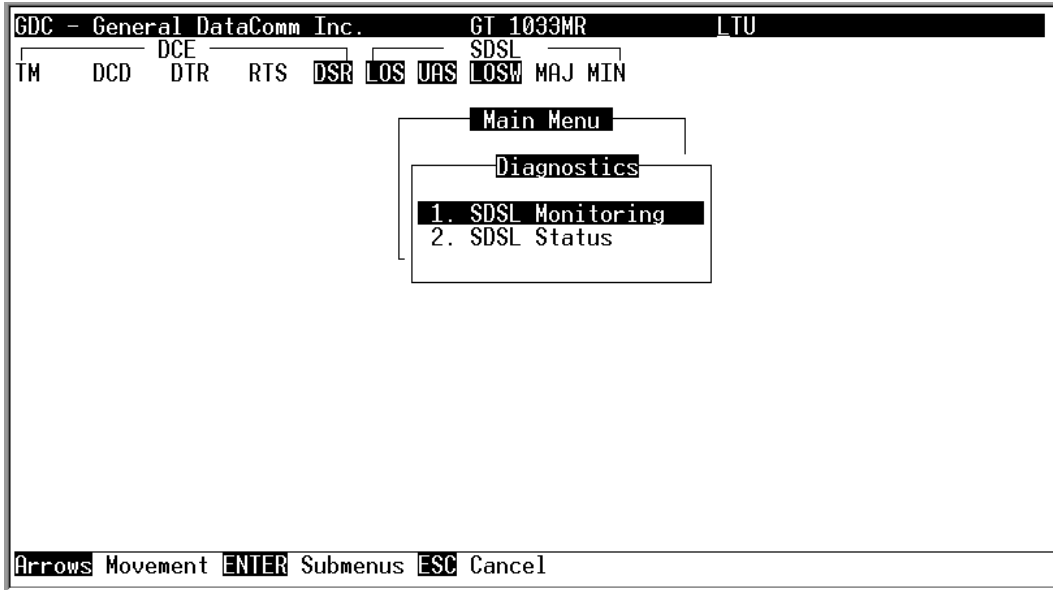 GDC - General DataComm Inc. GT 1033MR LTU
DCE SDSL
TM DCD DTR RTS DSR LOS UAS LOSW MAJ MIN
Main Menu
Diagnostics
1. SDSL Monitoring
2. SDSL Status
Arrows Movement ENTER Submenus ESC Cancel